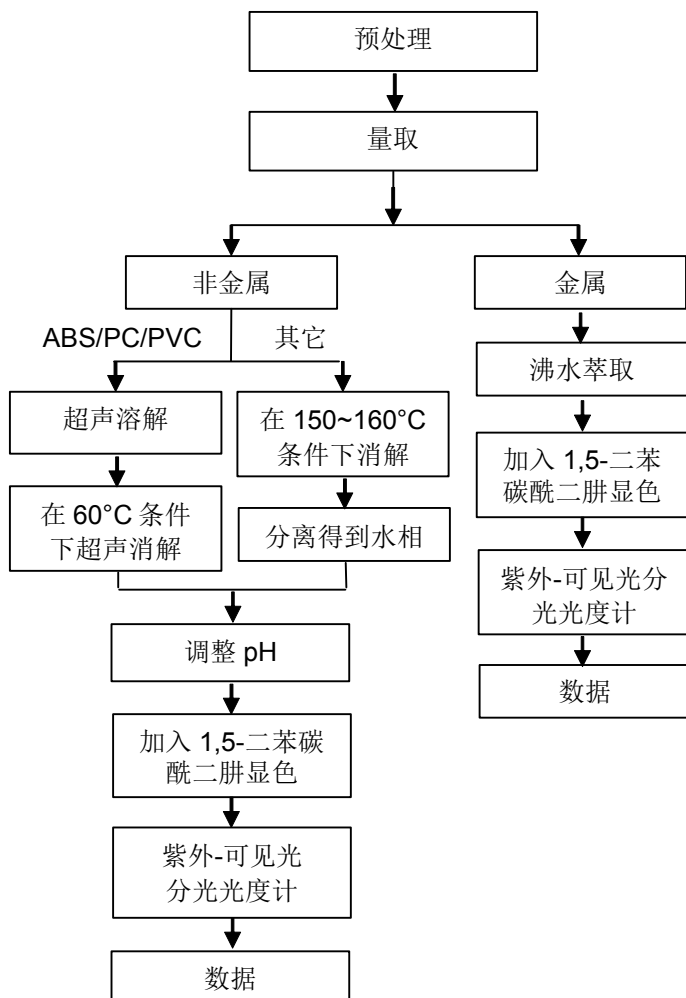 预处理
量取
非金属
金属
ABS/PC/PVC
其它
沸水萃取
超声溶解
在 150~160°C
条件下消解
加入 1,5-二苯
碳酰二肼显色
在 60°C 条件
下超声消解
分离得到水相
紫外-可见光分
光光度计
调整 pH
数据
加入 1,5-二苯碳
酰二肼显色
紫外-可见光
分光光度计
数据